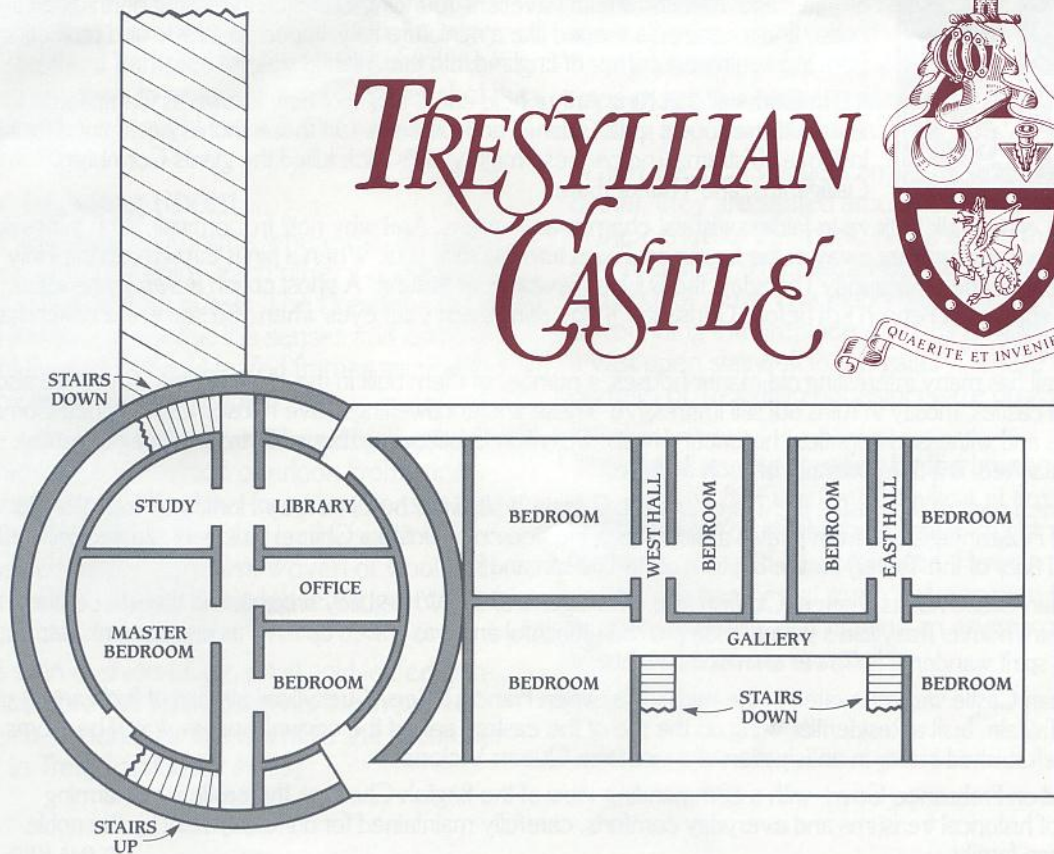 TRESYLLIAN
CASTLE
QUAERITE ET INVENIE
STAIRS
DOWN
STUDY
LIBRARY
OFFICE
MASTER
BEDROOM
BEDROOM
STAIRS
UP
BEDROOM
WEST HALL
BEDROOM
BEDROOM
EAST HALL
BEDROOM
GALLERY
BEDROOM
STAIRS
DOWN
BEDROOM